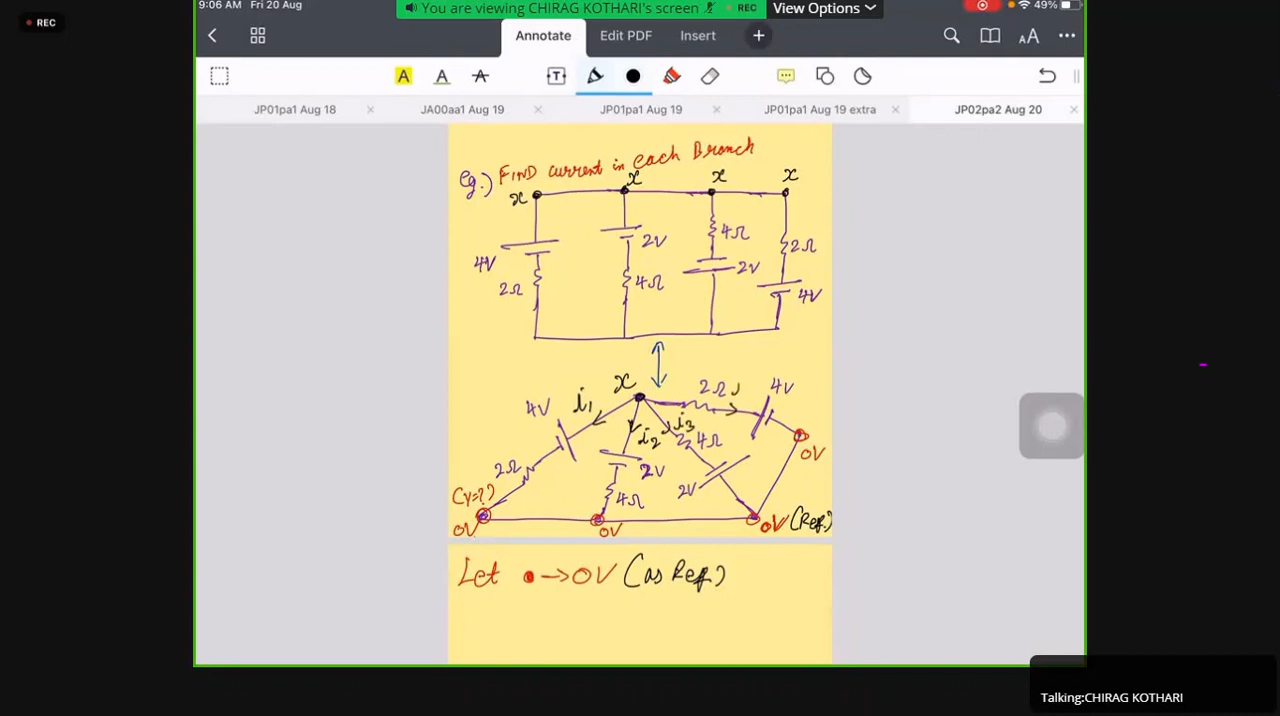 REC
9:06 AM Fri 20 Aug
You are viewing CHIRAG KOTHARI's screen
REC
View Options
49%
Annotate
Edit PDF
Insert
+
AA
A
A
A
T
JP01pa1 Aug 18
JA00aa1 Aug 19
JP01pa1 Aug 19
JP01pa1 Aug 19 extra
JP02pa2 Aug 20
Eg.) FIND current in each Branch
x x x x
4V 2Ω
2V 4Ω
4Ω 2V
2Ω 4V
x
i1 4V 2Ω
i2 2V 4Ω
i3 4Ω 2V
2Ω 4V
(y=?)
0V 0V 0V (Ref.) 0V
Let → 0V (as Ref.)
Talking:CHIRAG KOTHARI